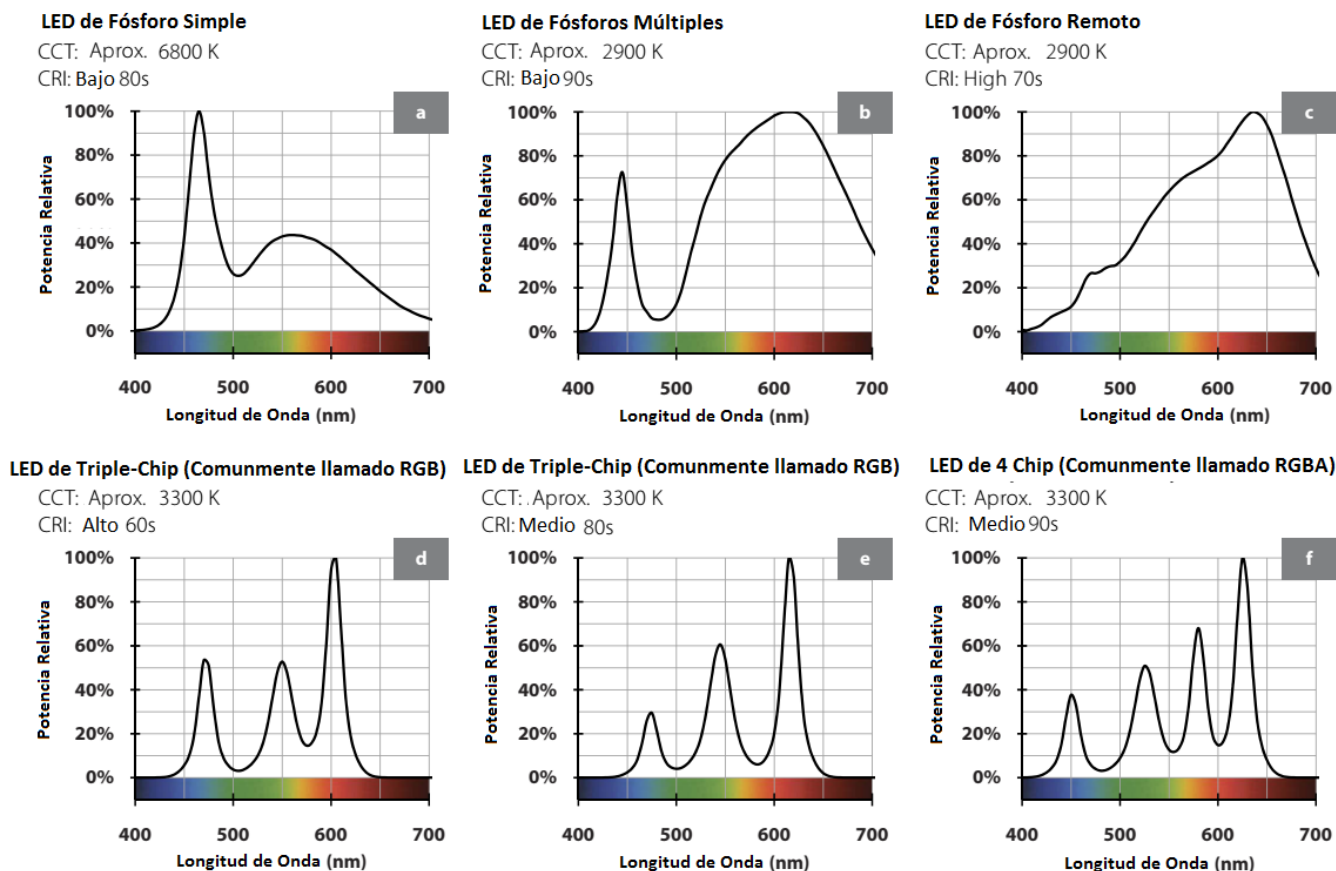 LED de Fósforo Simple
CCT: Aprox. 6800 K
CRI: Bajo 80s
a
100%
80%
60%
40%
20%
0%
Potencia Relativa
400 500 600 700
Longitud de Onda (nm)
LED de Fósforos Múltiples
CCT: Aprox. 2900 K
CRI: Bajo 90s
b
100%
80%
60%
40%
20%
0%
Potencia Relativa
400 500 600 700
Longitud de Onda (nm)
LED de Fósforo Remoto
CCT: Aprox. 2900 K
CRI: High 70s
c
100%
80%
60%
40%
20%
0%
Potencia Relativa
400 500 600 700
Longitud de Onda (nm)
LED de Triple-Chip (Comunmente llamado RGB)
CCT: Aprox. 3300 K
CRI: Alto 60s
d
100%
80%
60%
40%
20%
0%
Potencia Relativa
400 500 600 700
Longitud de Onda (nm)
LED de Triple-Chip (Comunmente llamado RGB)
CCT: Aprox. 3300 K
CRI: Medio 80s
e
100%
80%
60%
40%
20%
0%
Potencia Relativa
400 500 600 700
Longitud de Onda (nm)
LED de 4 Chip (Comunmente llamado RGBA)
CCT: Aprox. 3300 K
CRI: Medio 90s
f
100%
80%
60%
40%
20%
0%
Potencia Relativa
400 500 600 700
Longitud de Onda (nm)